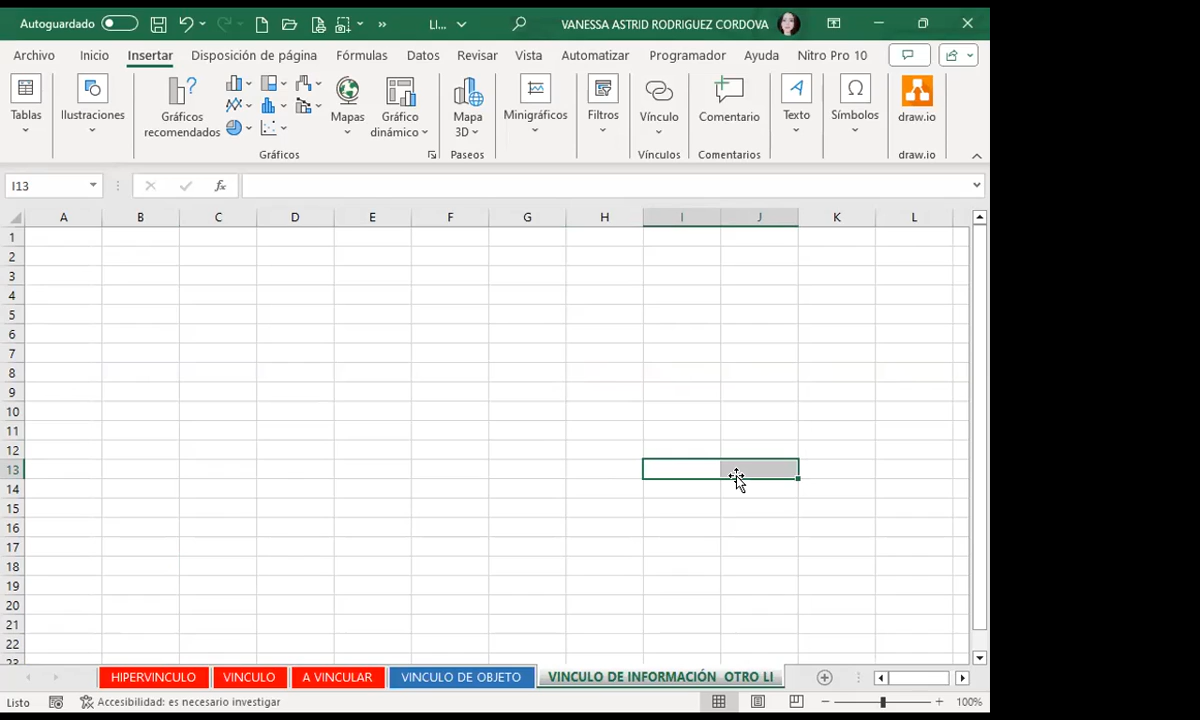 Autoguardado LI... VANESSA ASTRID RODRIGUEZ CORDOVA
Archivo Inicio Insertar Disposición de página Fórmulas Datos Revisar Vista Automatizar Programador Ayuda Nitro Pro 10
Tablas Ilustraciones Gráficos recomendados Mapas Gráfico dinámico Mapa 3D Minigráficos Filtros Vínculo Comentario Texto Símbolos draw.io
Gráficos Paseos Vínculos Comentarios draw.io
I13 fx
A B C D E F G H I J K L
1
2
3
4
5
6
7
8
9
10
11
12
13
14
15
16
17
18
19
20
21
22
23
HIPERVINCULO VINCULO A VINCULAR VINCULO DE OBJETO VINCULO DE INFORMACIÓN OTRO LI
Listo Accesibilidad: es necesario investigar 100%